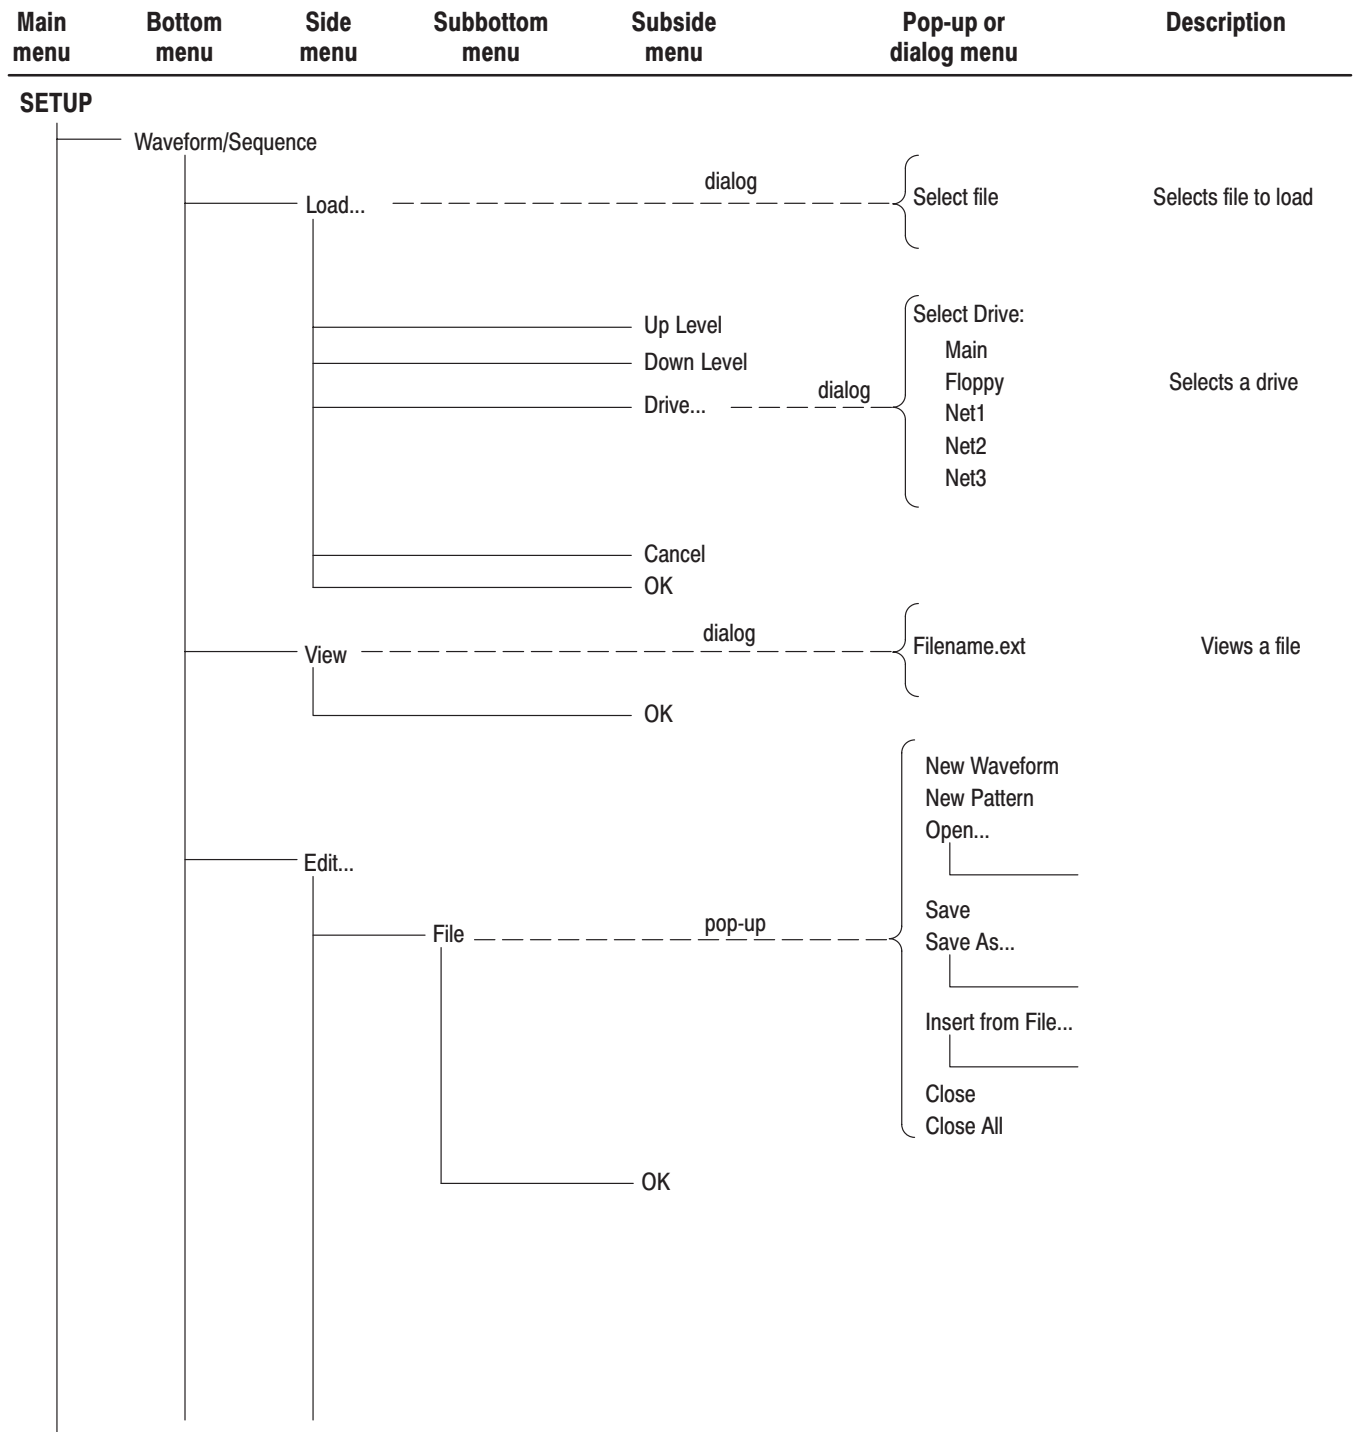 Main menu
Bottom menu
Side menu
Subbottom menu
Subside menu
Pop-up or dialog menu
Description
SETUP
Waveform/Sequence
Load...
dialog
Select file
Selects file to load
Up Level
Down Level
Drive...
dialog
Select Drive:
Main
Floppy
Net1
Net2
Net3
Selects a drive
Cancel
OK
View
dialog
Filename.ext
Views a file
OK
Edit...
File
pop-up
New Waveform
New Pattern
Open...
Save
Save As...
Insert from File...
Close
Close All
OK